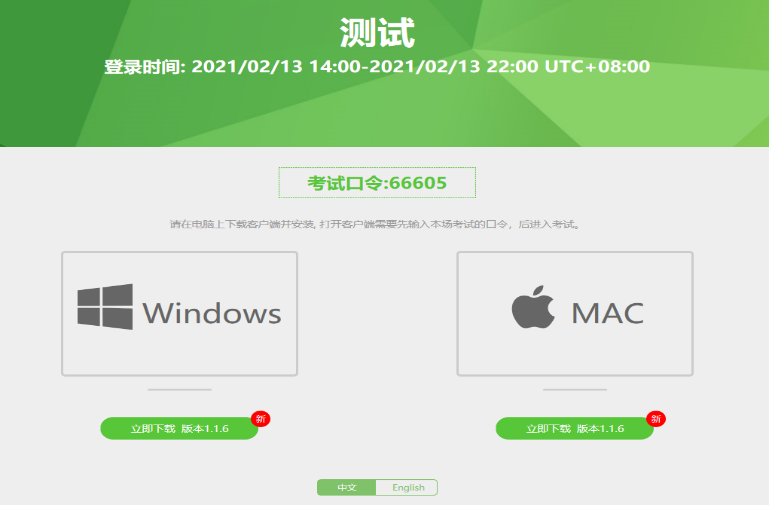 测试
登录时间: 2021/02/13 14:00-2021/02/13 22:00 UTC+08:00
考试口令:66605
请在电脑上下载客户端并安装, 打开客户端需要先输入本场考试的口令，后进入考试。
Windows
MAC
立即下载 版本1.1.6
新
立即下载 版本1.1.6
新
中文
English